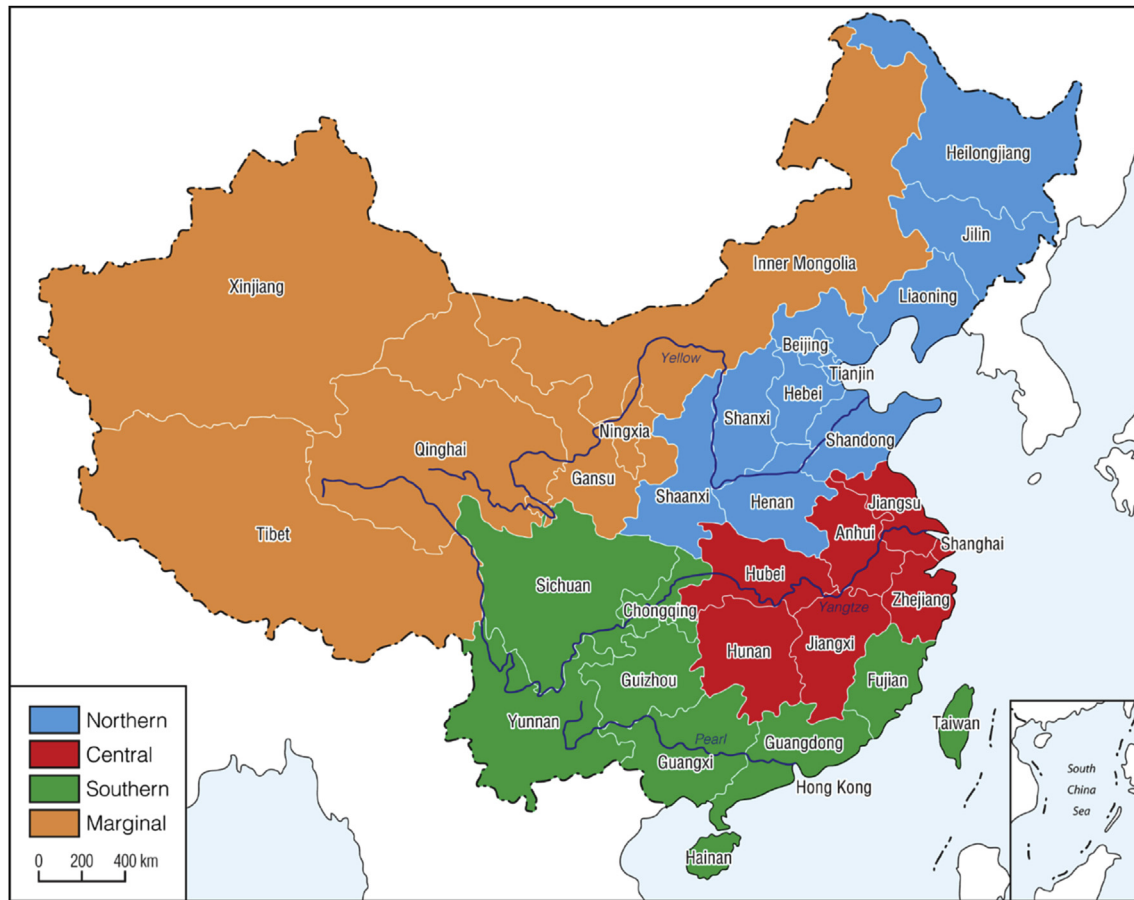 Heilongjiang
Jilin
Inner Mongolia
Xinjiang
Liaoning
Beijing
Yellow
Tianjin
Hebei
Shanxi
Ningxia
Shandong
Qinghai
Gansu
Shaanxi
Henan
Jiangsu
Tibet
Anhui
Shanghai
Hubei
Sichuan
Zhejiang
Chongqing
Yangtze
Hunan
Jiangxi
Guizhou
Fujian
Yunnan
Taiwan
Pearl
Guangdong
Guangxi
Hong Kong
Hainan
Northern
Central
Southern
Marginal
0 200 400 km
South
China
Sea